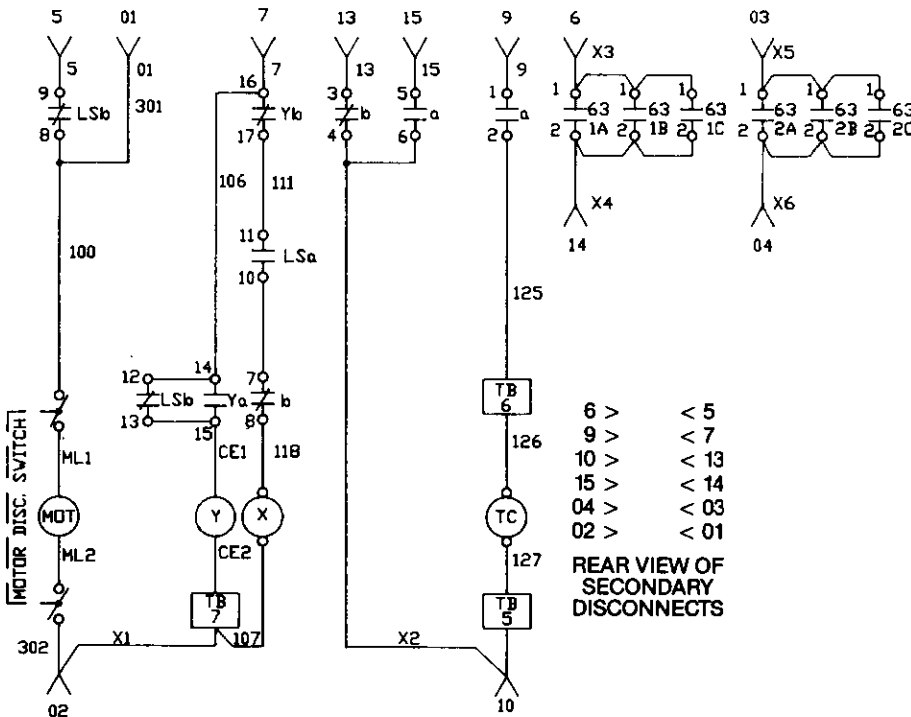 5 01 7 13 15 9 6 03
5 01 7 13 15 9 X3 X5
9 LSb 301 16 Yb 3 b 5 a 1 a 1 63 1A 1 63 1B 1 63 1C 1 63 2A 1 63 2B 1 63 2C
8 17 4 6 2 2 2 2 2 2 2
106 111 X4 X6
14 04
11 LSa
10
100 125
12 LSb 14 Ya 7 b TB 6
13 15 8
ML1 CE1 118 126
MOTOR DISC. SWITCH
MOT Y X TC
ML2 CE2 127
TB 7 TB 5
302 X1 107 X2
02 10
6 > < 5
9 > < 7
10 > < 13
15 > < 14
04 > < 03
02 > < 01
REAR VIEW OF
SECONDARY
DISCONNECTS